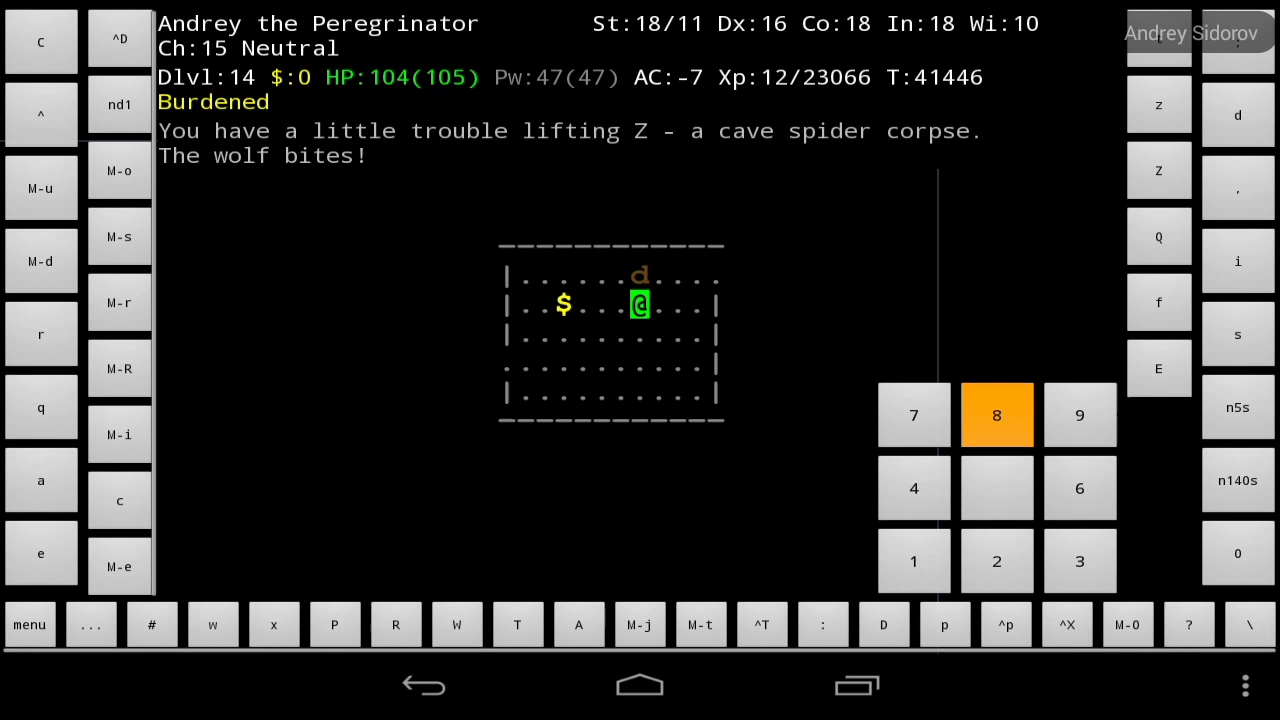 Andrey the Peregrinator St:18/11 Dx:16 Co:18 In:18 Wi:10
Ch:15 Neutral
Dlvl:14 $:0 HP:104(105) Pw:47(47) AC:-7 Xp:12/23066 T:41446
Burdened
You have a little trouble lifting Z - a cave spider corpse.
The wolf bites!
Andrey Sidorov
c
^
M-u
M-d
r
q
a
e
^D
nd1
M-o
M-s
M-r
M-R
M-i
c
M-e
-----------
|......d....
|..$...@...|
|..........|
...........|
|..........|
-----------
7 8 9
4 6
1 2 3
z
Z
Q
f
E
d
,
i
s
n5s
n140s
O
menu ... # w x P R W T A M-j M-t ^T : D p ^p ^X M-O ? \